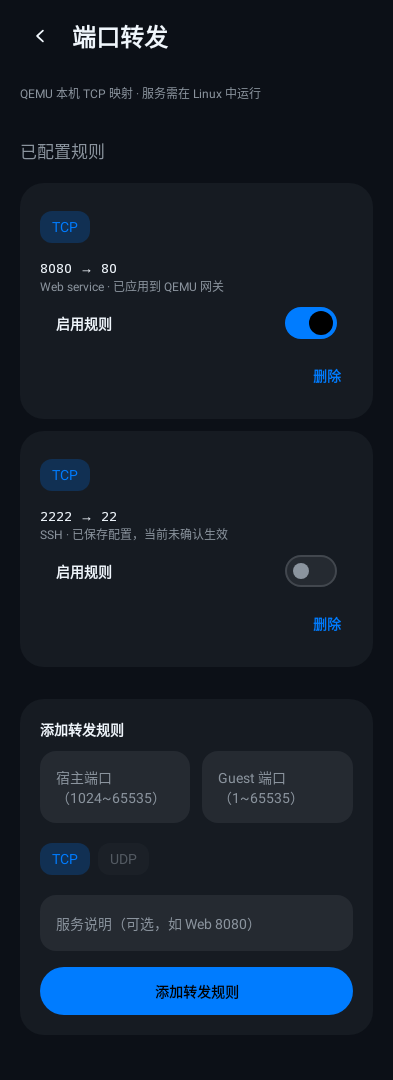 端口转发
QEMU 本机 TCP 映射 · 服务需在 Linux 中运行
已配置规则
TCP
8080 → 80
Web service · 已应用到 QEMU 网关
启用规则
删除
TCP
2222 → 22
SSH · 已保存配置，当前未确认生效
启用规则
删除
添加转发规则
宿主端口
（1024~65535）
Guest 端口
（1~65535）
TCP
UDP
服务说明（可选，如 Web 8080）
添加转发规则